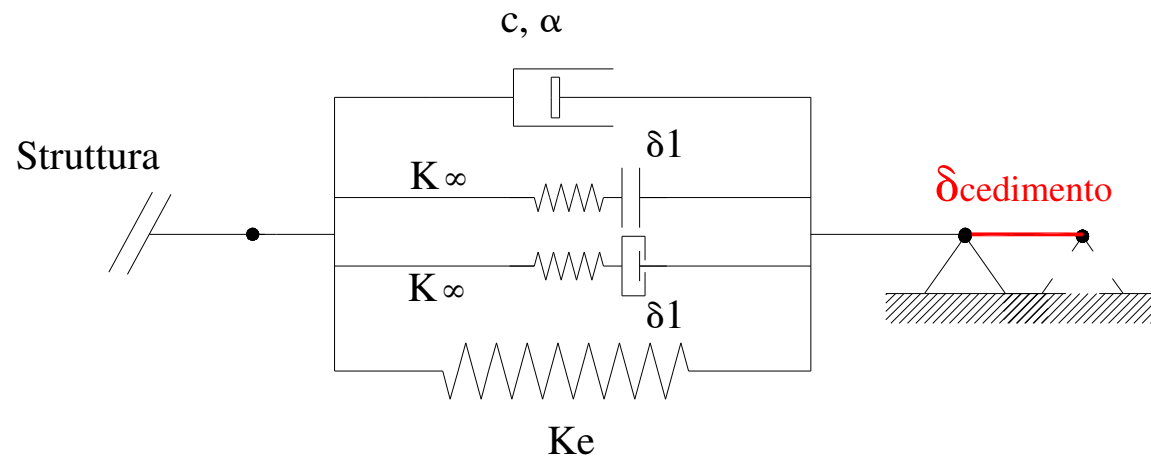 c, α
δ1
Struttura
K∞
δcedimento
K∞
δ1
Ke